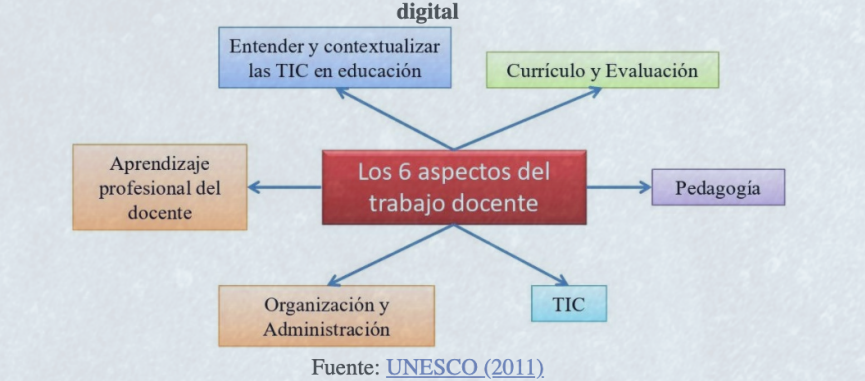 digital
Entender y contextualizar
las TIC en educación
Currículo y Evaluación
Aprendizaje
profesional del
docente
Los 6 aspectos del
trabajo docente
Pedagogía
Organización y
Administración
TIC
Fuente: UNESCO (2011)